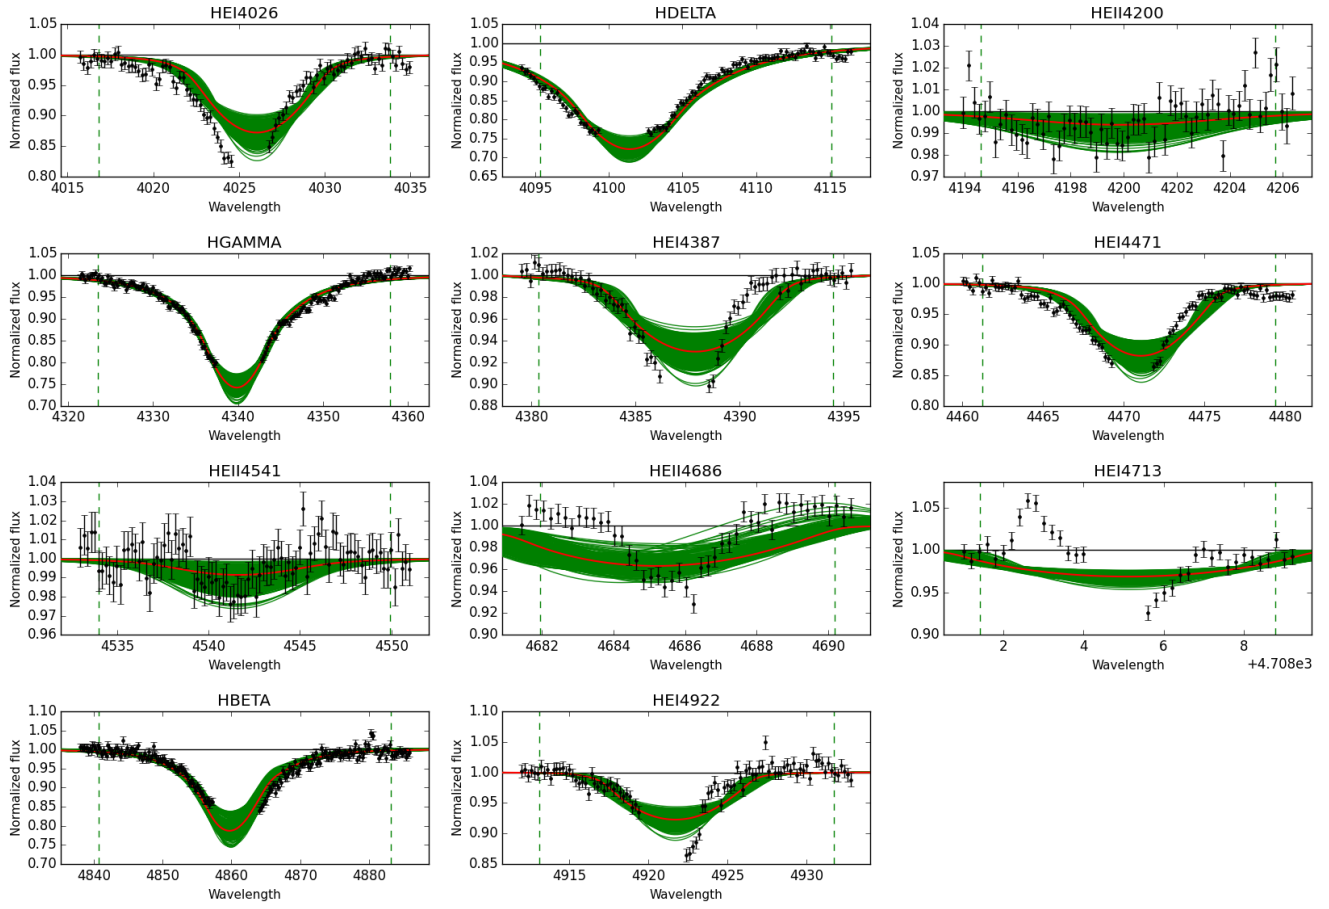 HEI4026
Normalized flux
1.05
1.00
0.95
0.90
0.85
0.80
4015 4020 4025 4030 4035
Wavelength
HDELTA
Normalized flux
1.05
1.00
0.95
0.90
0.85
0.80
0.75
0.70
0.65
4095 4100 4105 4110 4115
Wavelength
HEII4200
Normalized flux
1.04
1.03
1.02
1.01
1.00
0.99
0.98
0.97
4194 4196 4198 4200 4202 4204 4206
Wavelength
HGAMMA
Normalized flux
1.05
1.00
0.95
0.90
0.85
0.80
0.75
0.70
4320 4330 4340 4350 4360
Wavelength
HEI4387
Normalized flux
1.02
1.00
0.98
0.96
0.94
0.92
0.90
0.88
4380 4385 4390 4395
Wavelength
HEI4471
Normalized flux
1.05
1.00
0.95
0.90
0.85
0.80
4460 4465 4470 4475 4480
Wavelength
HEII4541
Normalized flux
1.04
1.03
1.02
1.01
1.00
0.99
0.98
0.97
0.96
4535 4540 4545 4550
Wavelength
HEII4686
Normalized flux
1.04
1.02
1.00
0.98
0.96
0.94
0.92
0.90
4682 4684 4686 4688 4690
Wavelength
HEI4713
Normalized flux
1.05
1.00
0.95
0.90
2 4 6 8
Wavelength
+4.708e3
HBETA
Normalized flux
1.10
1.05
1.00
0.95
0.90
0.85
0.80
0.75
0.70
4840 4850 4860 4870 4880
Wavelength
HEI4922
Normalized flux
1.10
1.05
1.00
0.95
0.90
0.85
4915 4920 4925 4930
Wavelength